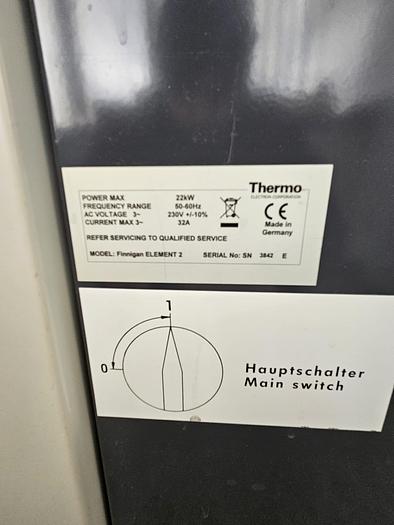 Thermo
ELECTRON CORPORATION
POWER MAX 22kW
FREQUENCY RANGE 50-60Hz
AC VOLTAGE 3~ 230V +/-10%
CURRENT MAX 3~ 32A
CE
Made in
Germany
REFER SERVICING TO QUALIFIED SERVICE
MODEL: Finnigan ELEMENT 2 SERIAL No: SN 3842 E
1
0
Hauptschalter
Main switch